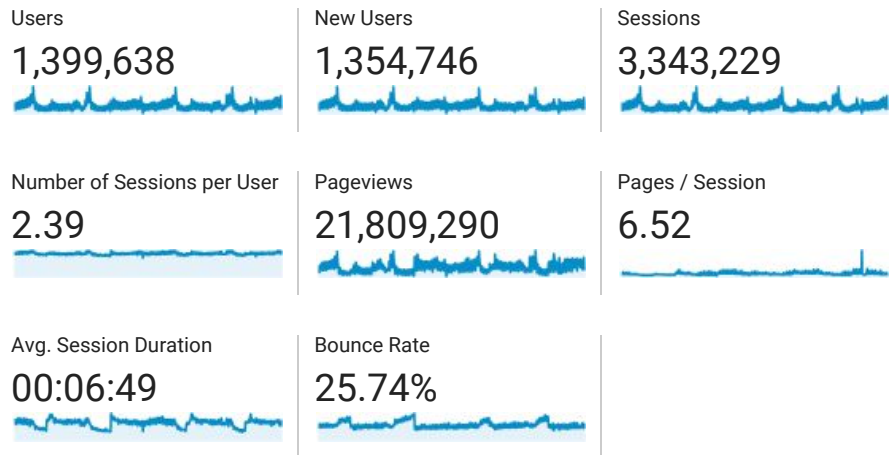 Users
1,399,638
New Users
1,354,746
Sessions
3,343,229
Number of Sessions per User
2.39
Pageviews
21,809,290
Pages / Session
6.52
Avg. Session Duration
00:06:49
Bounce Rate
25.74%